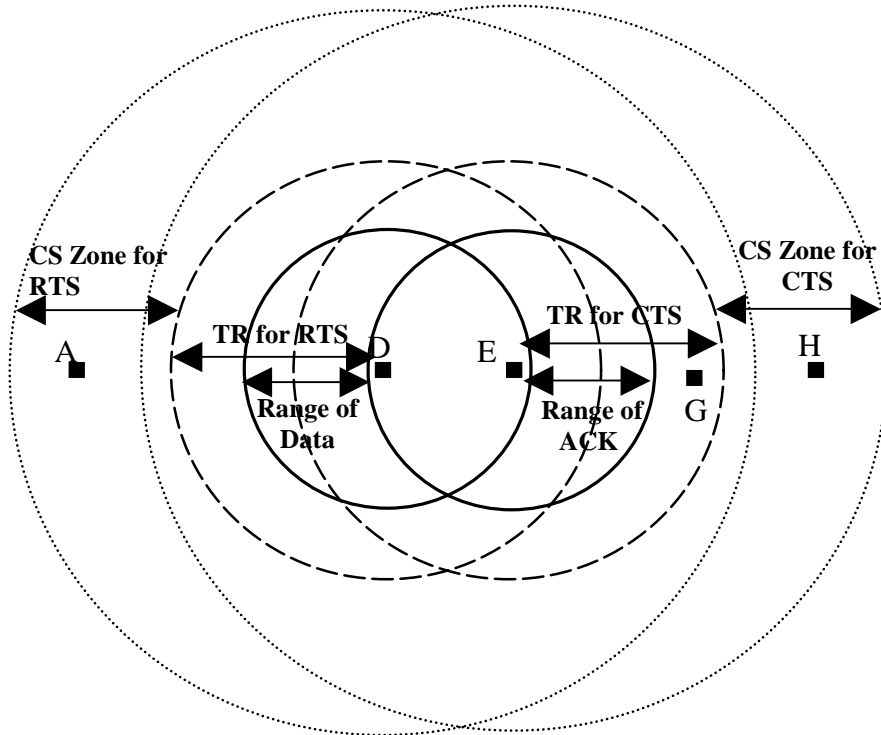 CS Zone for
RTS
CS Zone for
CTS
TR for RTS
TR for CTS
A
D
E
H
G
Range of
Data
Range of
ACK